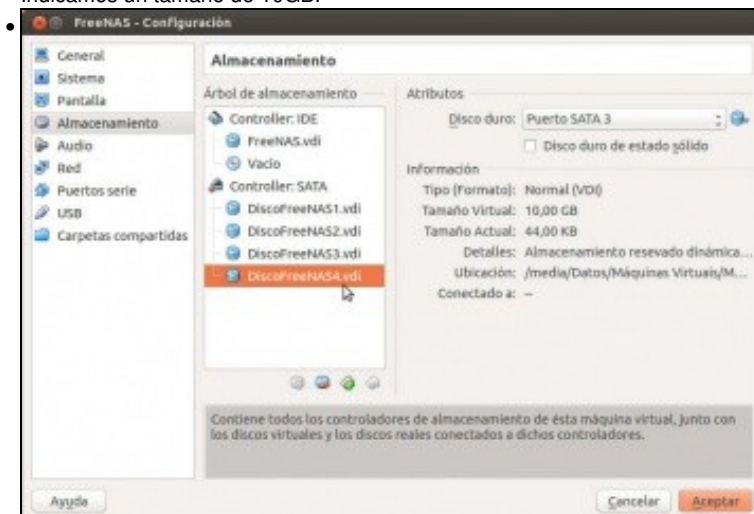 indicamos un tamaño de 10GB.
FreeNAS - Configuración
General
Sistema
Pantalla
Almacenamiento
Audio
Red
Puertos serie
USB
Carpetas compartidas
Almacenamiento
Árbol de almacenamiento
Controller: IDE
FreeNAS.vdi
Vacío
Controller: SATA
DiscoFreeNAS1.vdi
DiscoFreeNAS2.vdi
DiscoFreeNAS3.vdi
DiscoFreeNAS4.vdi
Atributos
Disco duro: Puerto SATA 3
Disco duro de estado sólido
Información
Tipo (Formato): Normal (VDI)
Tamaño Virtual: 10,00 GB
Tamaño Actual: 44,00 KB
Detalles: Almacenamiento resevado dinámica...
Ubicación: /media/Datos/Máquinas Virtuais/M...
Conectado a: --
Contiene todos los controladores de almacenamiento de ésta máquina virtual, junto con
los discos virtuales y los discos reales conectados a dichos controladores.
Ayuda
Cancelar
Aceptar